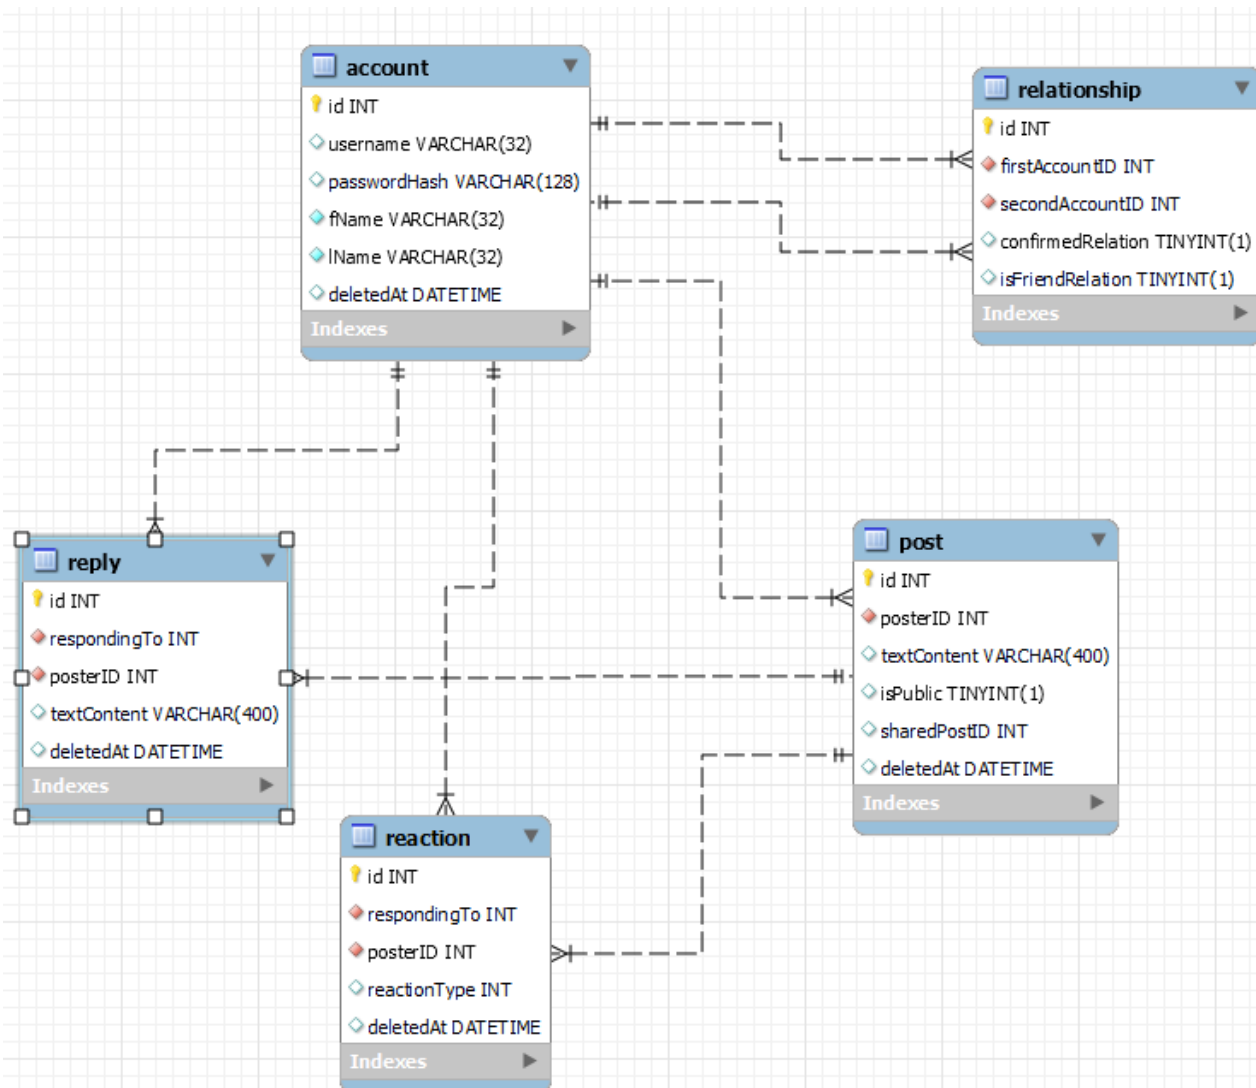 account
id INT
username VARCHAR(32)
passwordHash VARCHAR(128)
fName VARCHAR(32)
lName VARCHAR(32)
deletedAt DATETIME
Indexes
relationship
id INT
firstAccountID INT
secondAccountID INT
confirmedRelation TINYINT(1)
isFriendRelation TINYINT(1)
Indexes
reply
id INT
respondingTo INT
posterID INT
textContent VARCHAR(400)
deletedAt DATETIME
Indexes
post
id INT
posterID INT
textContent VARCHAR(400)
isPublic TINYINT(1)
sharedPostID INT
deletedAt DATETIME
Indexes
reaction
id INT
respondingTo INT
posterID INT
reactionType INT
deletedAt DATETIME
Indexes